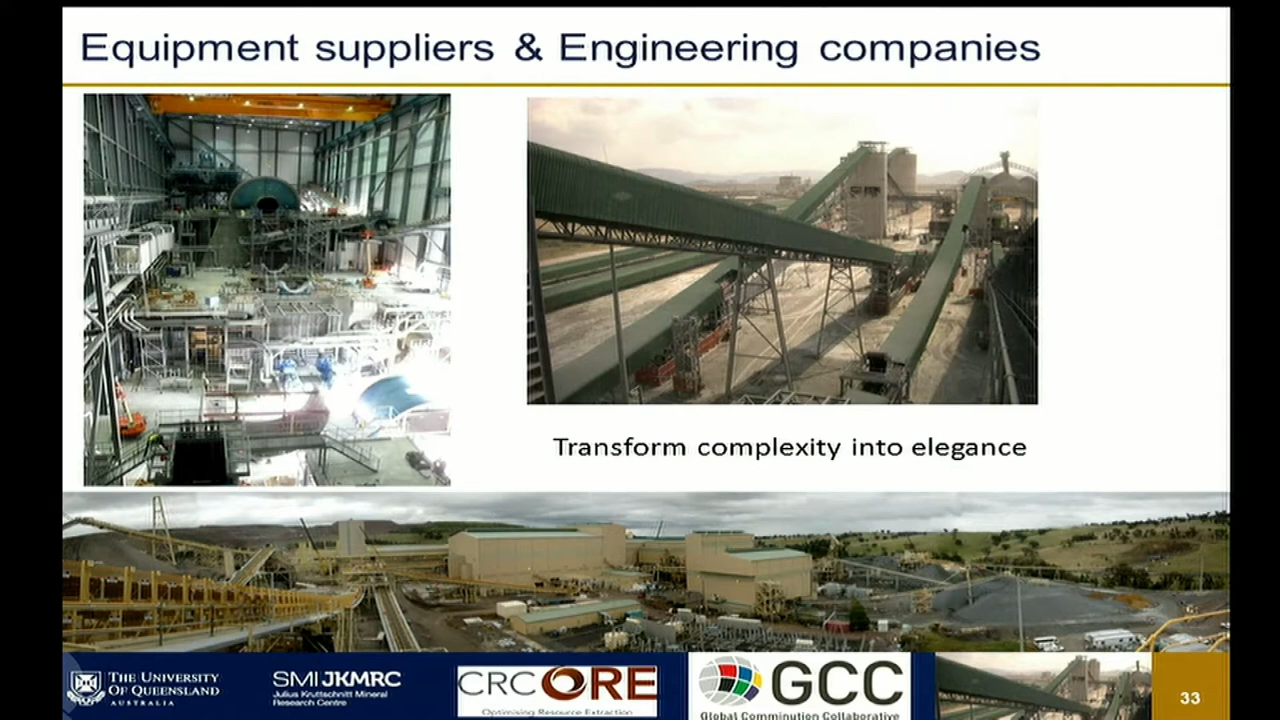 Equipment suppliers & Engineering companies
Transform complexity into elegance
THE UNIVERSITY
OF QUEENSLAND
AUSTRALIA
SMI JKMRC
Julius Kruttschnitt Mineral
Research Centre
CRC ORE
Optimising Resource Extraction
GCC
Global Comminution Collaborative
33